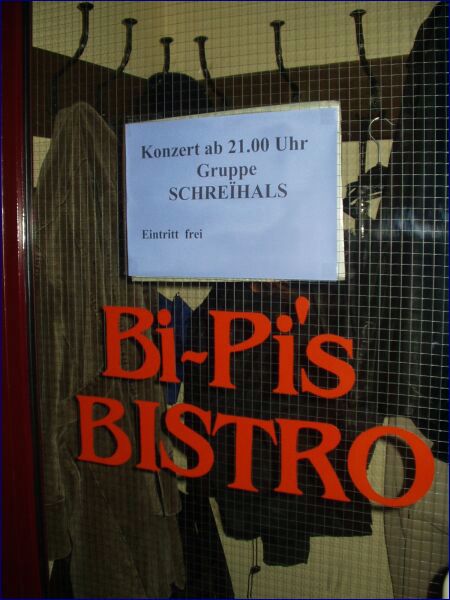 Konzert ab 21.00 Uhr
Gruppe
SCHREÏHALS
Eintritt frei
Bi~Pi's
BISTRO